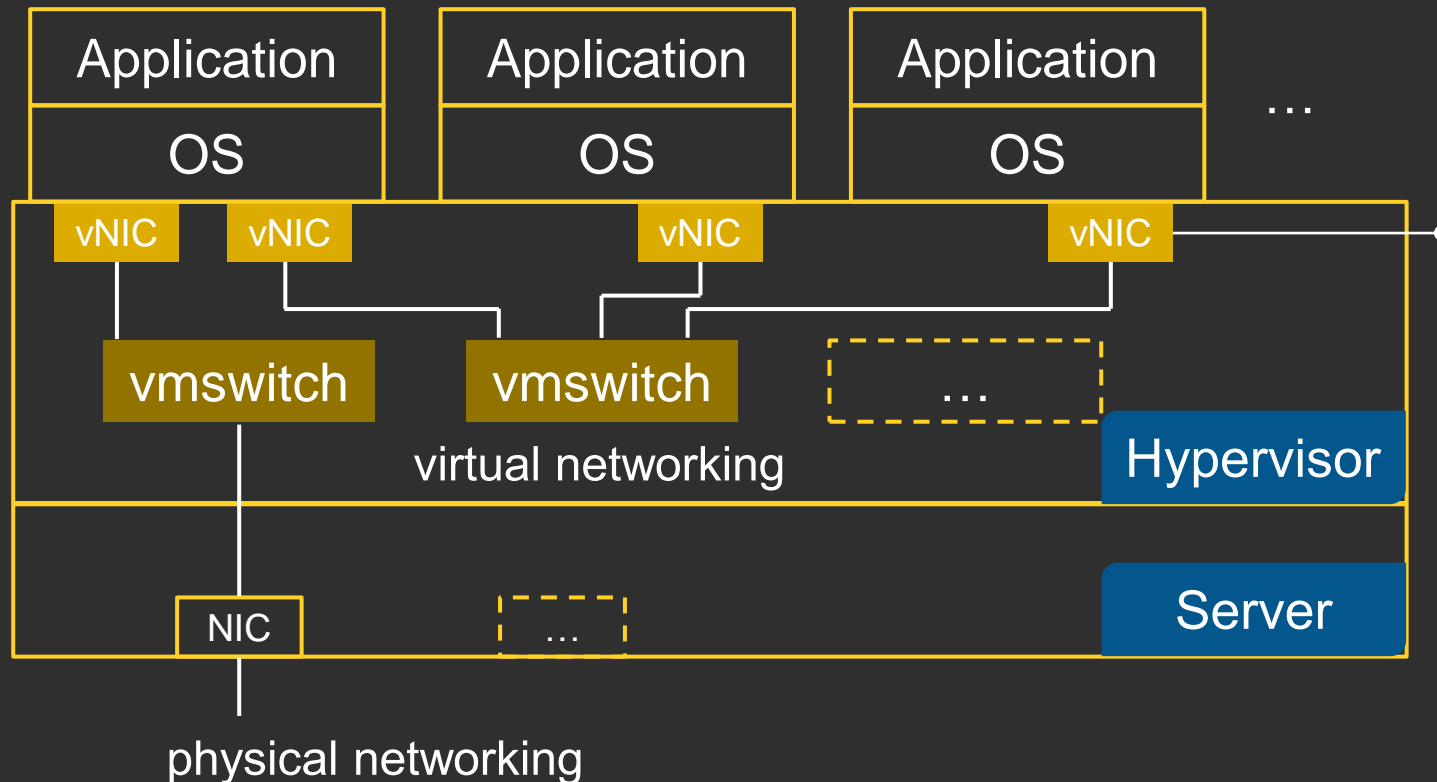 Application
Application
Application
…
OS
OS
OS
vNIC
vNIC
vNIC
vNIC
vmswitch
vmswitch
…
virtual networking
Hypervisor
NIC
…
Server
physical networking